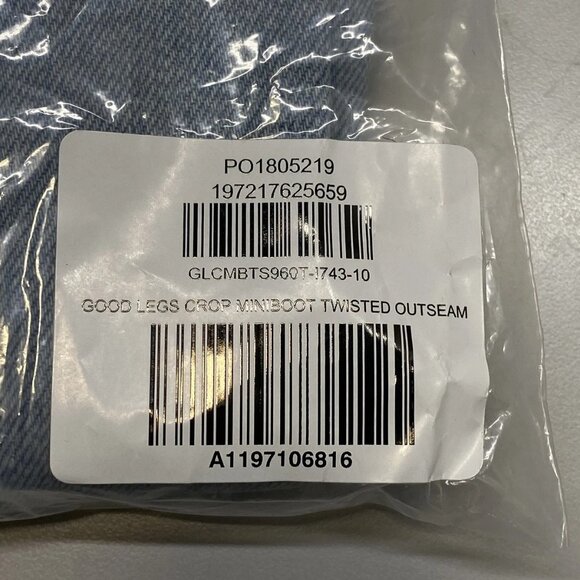 PO1805219
197217625659
GLCMBTS960T-I743-10
GOOD LEGS CROP MINIBOOT TWISTED OUTSEAM
A1197106816